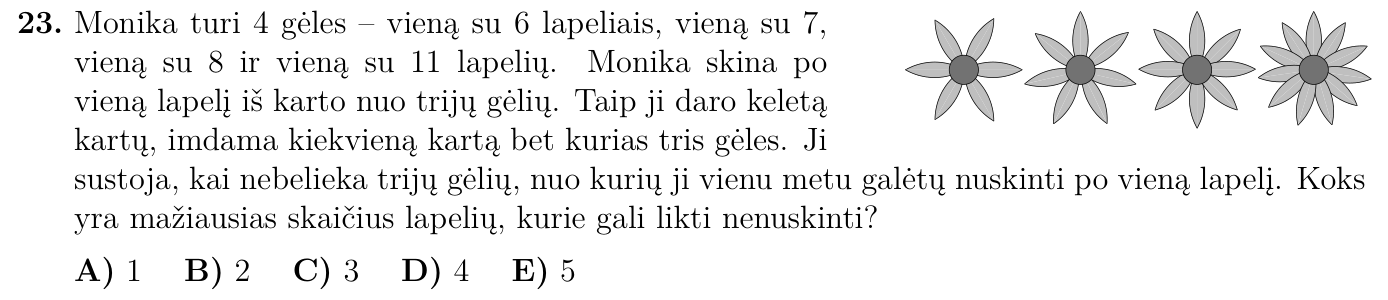 23. Monika turi 4 gėles – vieną su 6 lapeliais, vieną su 7,
vieną su 8 ir vieną su 11 lapelių. Monika skina po
vieną lapelį iš karto nuo trijų gėlių. Taip ji daro keletą
kartų, imdama kiekvieną kartą bet kurias tris gėles. Ji
sustoja, kai nebelieka trijų gėlių, nuo kurių ji vienu metu galėtų nuskinti po vieną lapelį. Koks
yra mažiausias skaičius lapelių, kurie gali likti nenuskinti?
A) 1 B) 2 C) 3 D) 4 E) 5